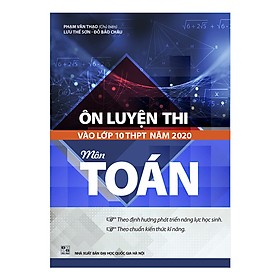 PHẠM VĂN THẠO (Chủ biên)
LƯU THẾ SƠN - ĐỖ BẢO CHÂU
ÔN LUYỆN THI
VÀO LỚP 10 THPT NĂM 2020
Môn
TOÁN
Theo định hướng phát triển năng lực học sinh.
Theo chuẩn kiến thức kĩ năng.
NHÀ XUẤT BẢN ĐẠI HỌC QUỐC GIA HÀ NỘI